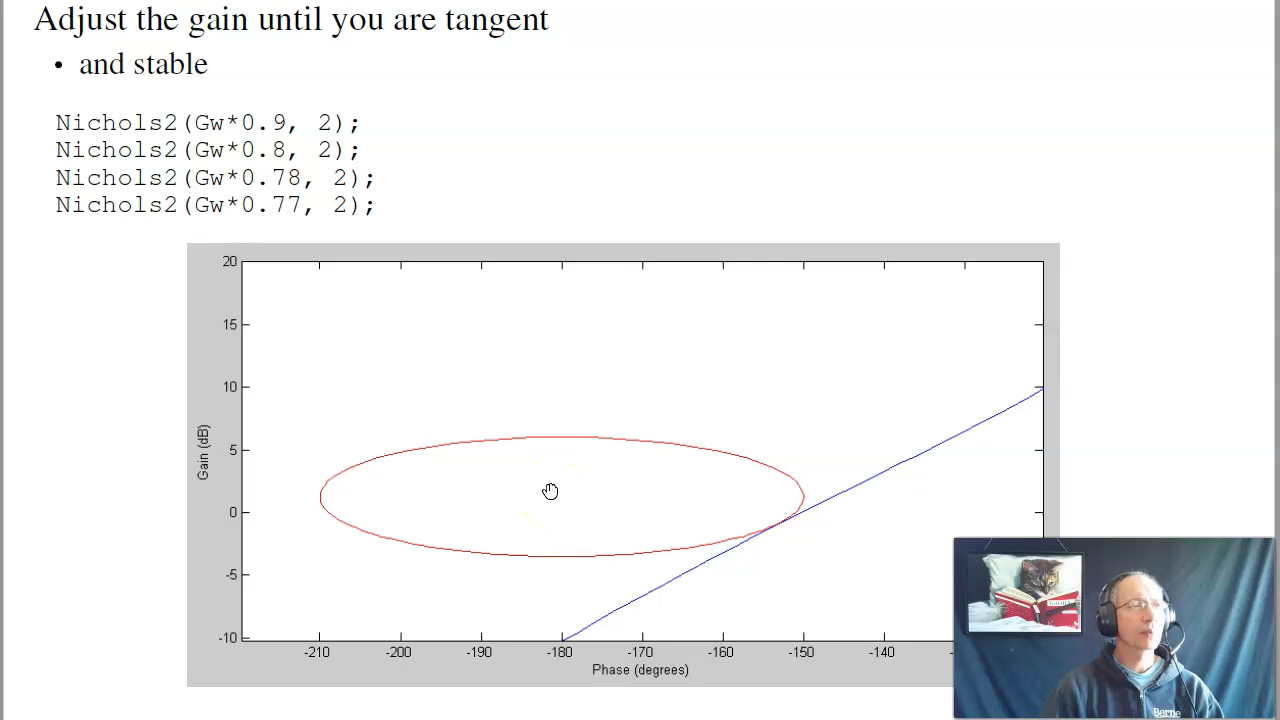 Adjust the gain until you are tangent
• and stable
Nichols2(Gw*0.9, 2);
Nichols2(Gw*0.8, 2);
Nichols2(Gw*0.78, 2);
Nichols2(Gw*0.77, 2);
20
15
10
5
0
-5
-10
Gain (dB)
-210
-200
-190
-180
-170
-160
-150
-140
Phase (degrees)